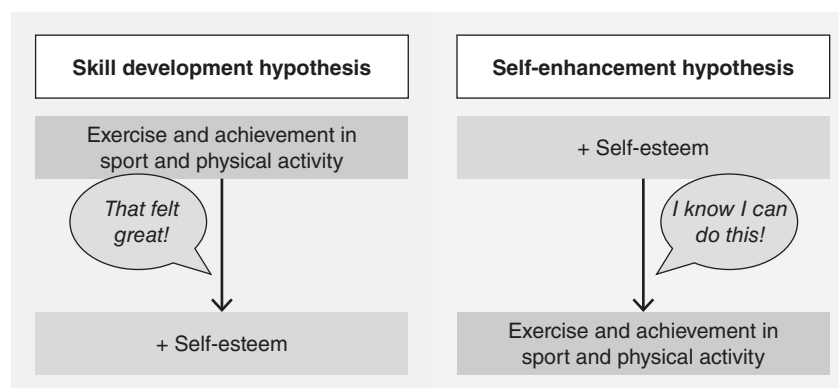 Skill development hypothesis
Exercise and achievement in
sport and physical activity
That felt
great!
+ Self-esteem
Self-enhancement hypothesis
+ Self-esteem
I know I can
do this!
Exercise and achievement in
sport and physical activity